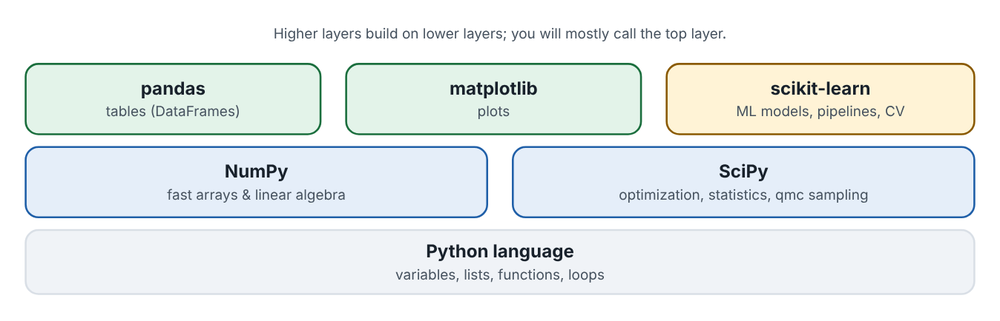 Higher layers build on lower layers; you will mostly call the top layer.
pandas
tables (DataFrames)
matplotlib
plots
scikit-learn
ML models, pipelines, CV
NumPy
fast arrays & linear algebra
SciPy
optimization, statistics, qmc sampling
Python language
variables, lists, functions, loops